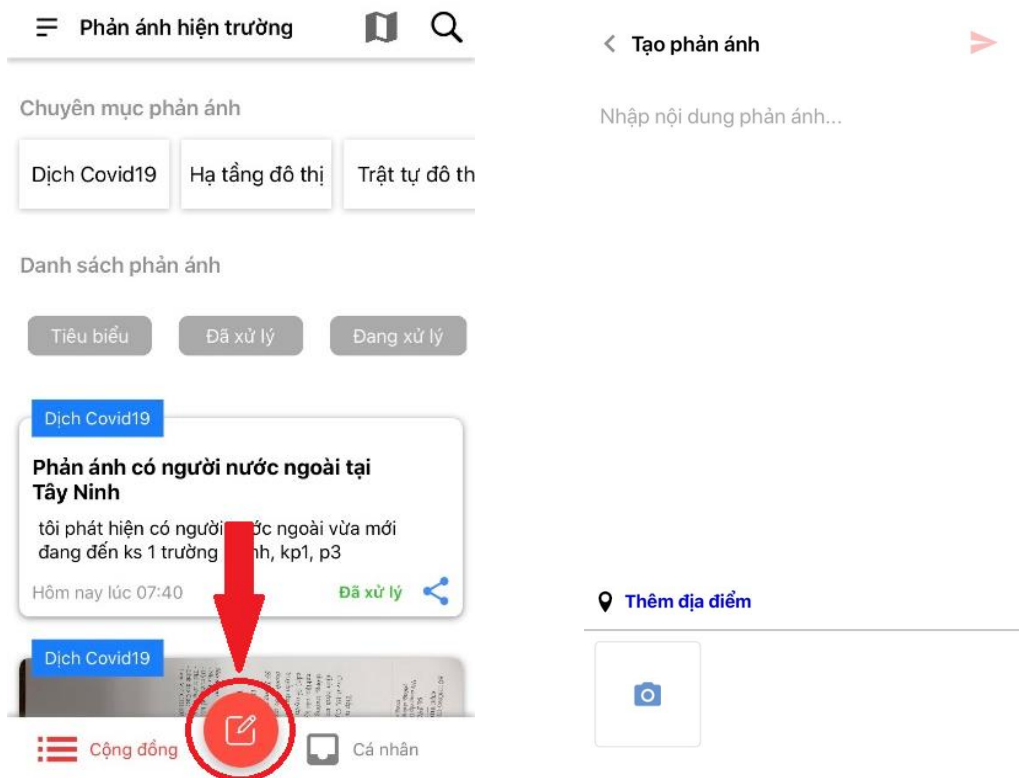 Phản ánh hiện trường
Chuyên mục phản ánh
Dịch Covid19
Hạ tầng đô thị
Trật tự đô th
Danh sách phản ánh
Tiêu biểu
Đã xử lý
Đang xử lý
Dịch Covid19
Phản ánh có người nước ngoài tại
Tây Ninh
tôi phát hiện có người ớc ngoài vừa mới
đang đến ks 1 trường nh, kp1, p3
Hôm nay lúc 07:40
Đã xử lý
Dịch Covid19
Cộng đồng
Cá nhân
Tạo phản ánh
Nhập nội dung phản ánh...
Thêm địa điểm